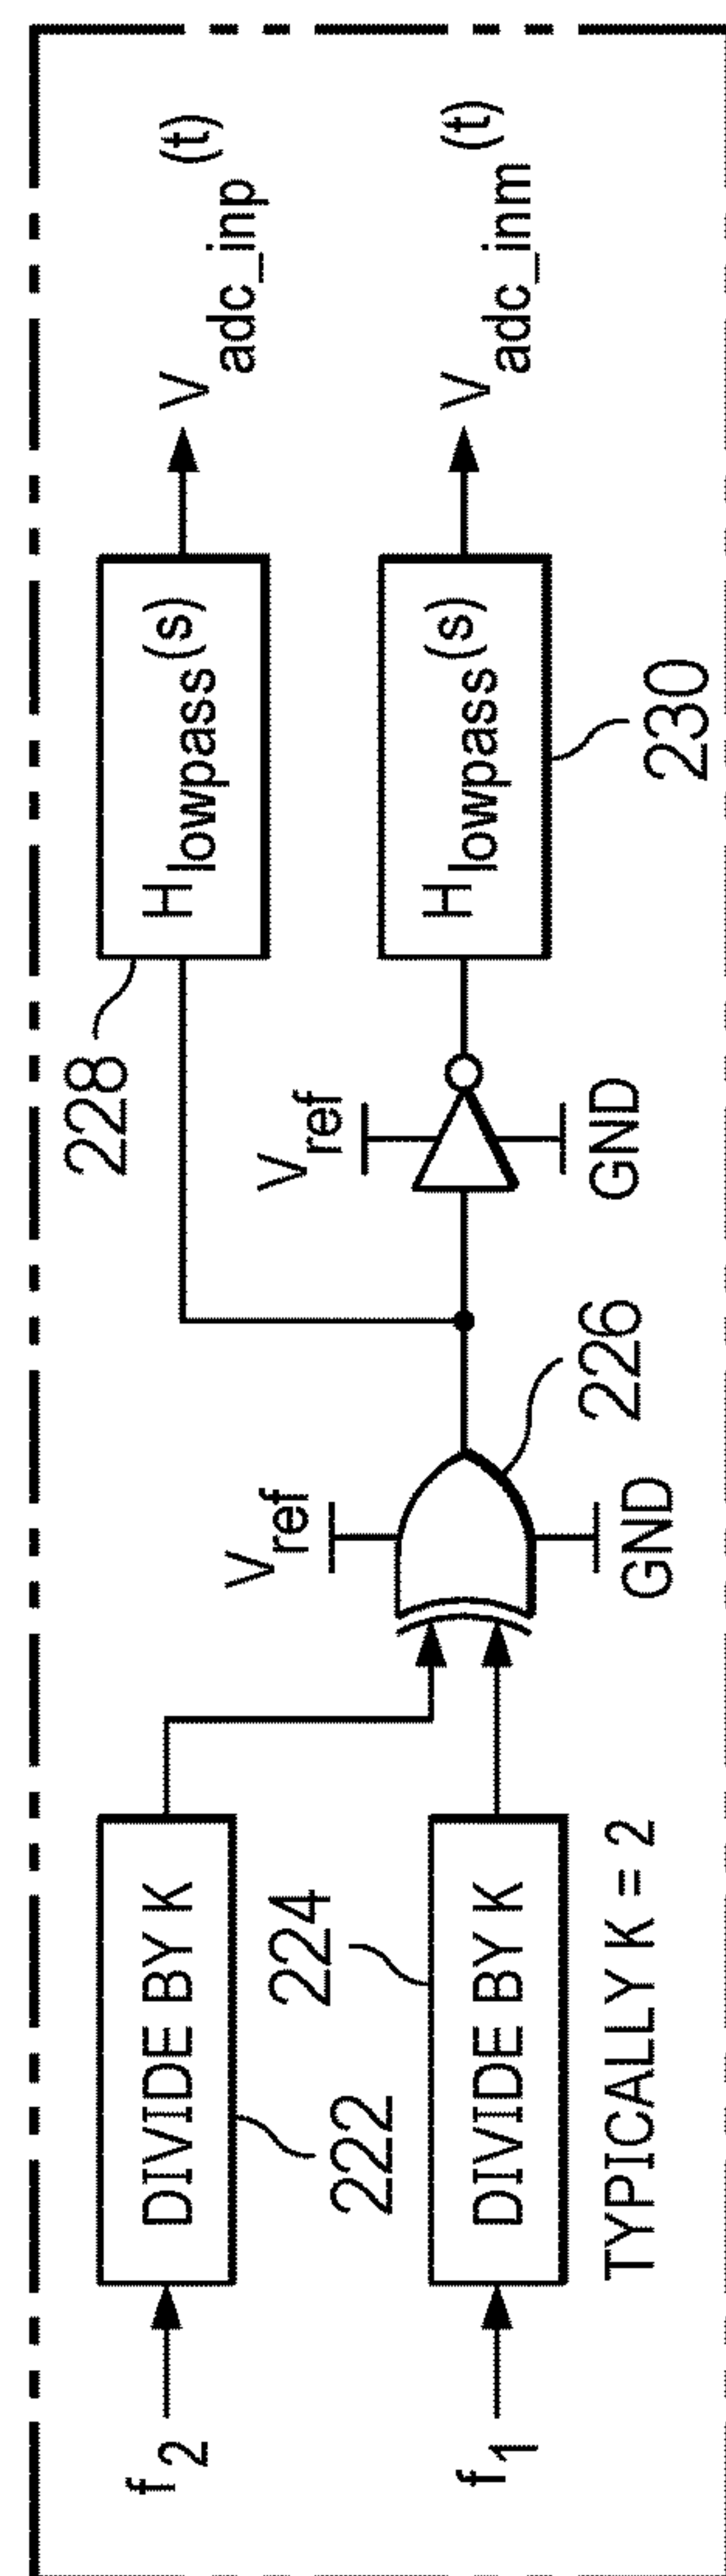 f2
DIVIDE BY K
222
224
f1
DIVIDE BY K
TYPICALLY K = 2
Vref
GND
226
Vref
GND
228
Hlowpass(s)
Vadc_inp(t)
Hlowpass(s)
230
Vadc_inm(t)